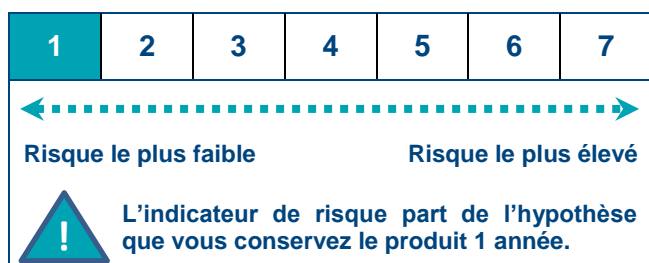 1 2 3 4 5 6 7
Risque le plus faible Risque le plus élevé
! L’indicateur de risque part de l’hypothèse
que vous conservez le produit 1 année.